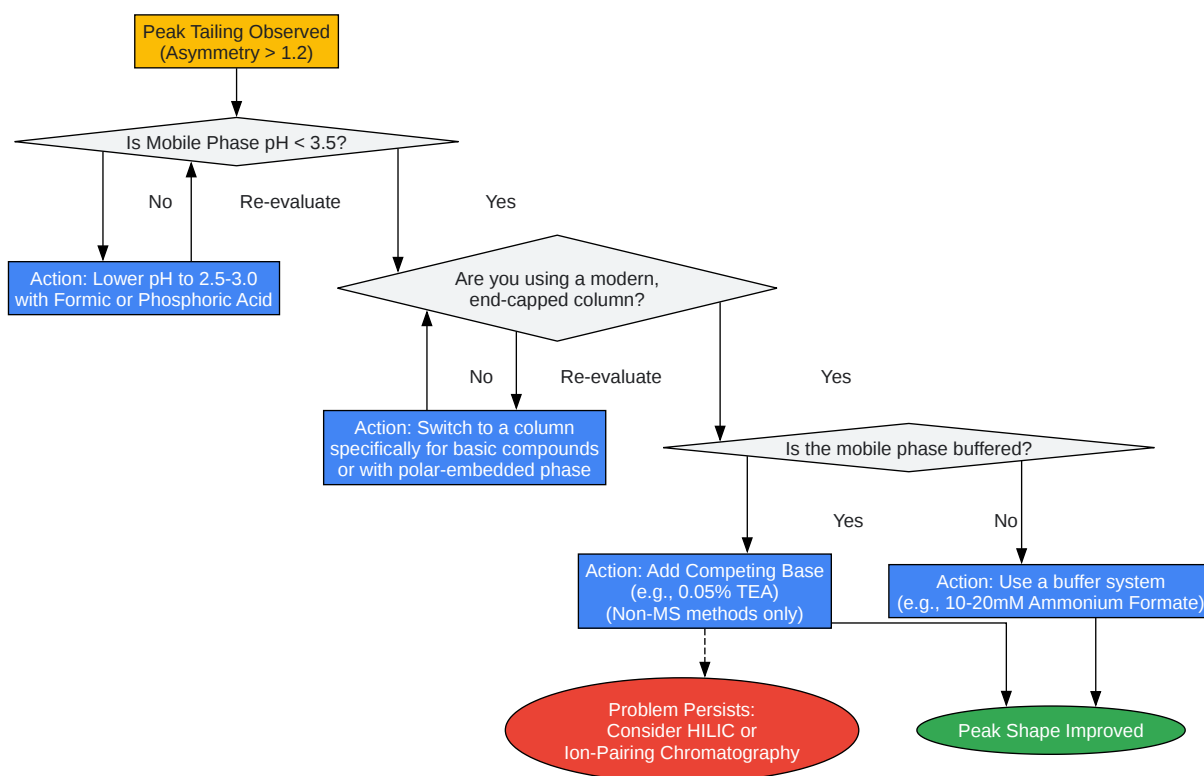 Peak Tailing Observed
(Asymmetry > 1.2)
Is Mobile Phase pH < 3.5?
No
Re-evaluate
Yes
Action: Lower pH to 2.5-3.0
with Formic or Phosphoric Acid
Are you using a modern,
end-capped column?
No
Re-evaluate
Yes
Action: Switch to a column
specifically for basic compounds
or with polar-embedded phase
Is the mobile phase buffered?
Yes
No
Action: Add Competing Base
(e.g., 0.05% TEA)
(Non-MS methods only)
Action: Use a buffer system
(e.g., 10-20mM Ammonium Formate)
Problem Persists:
Consider HILIC or
Ion-Pairing Chromatography
Peak Shape Improved